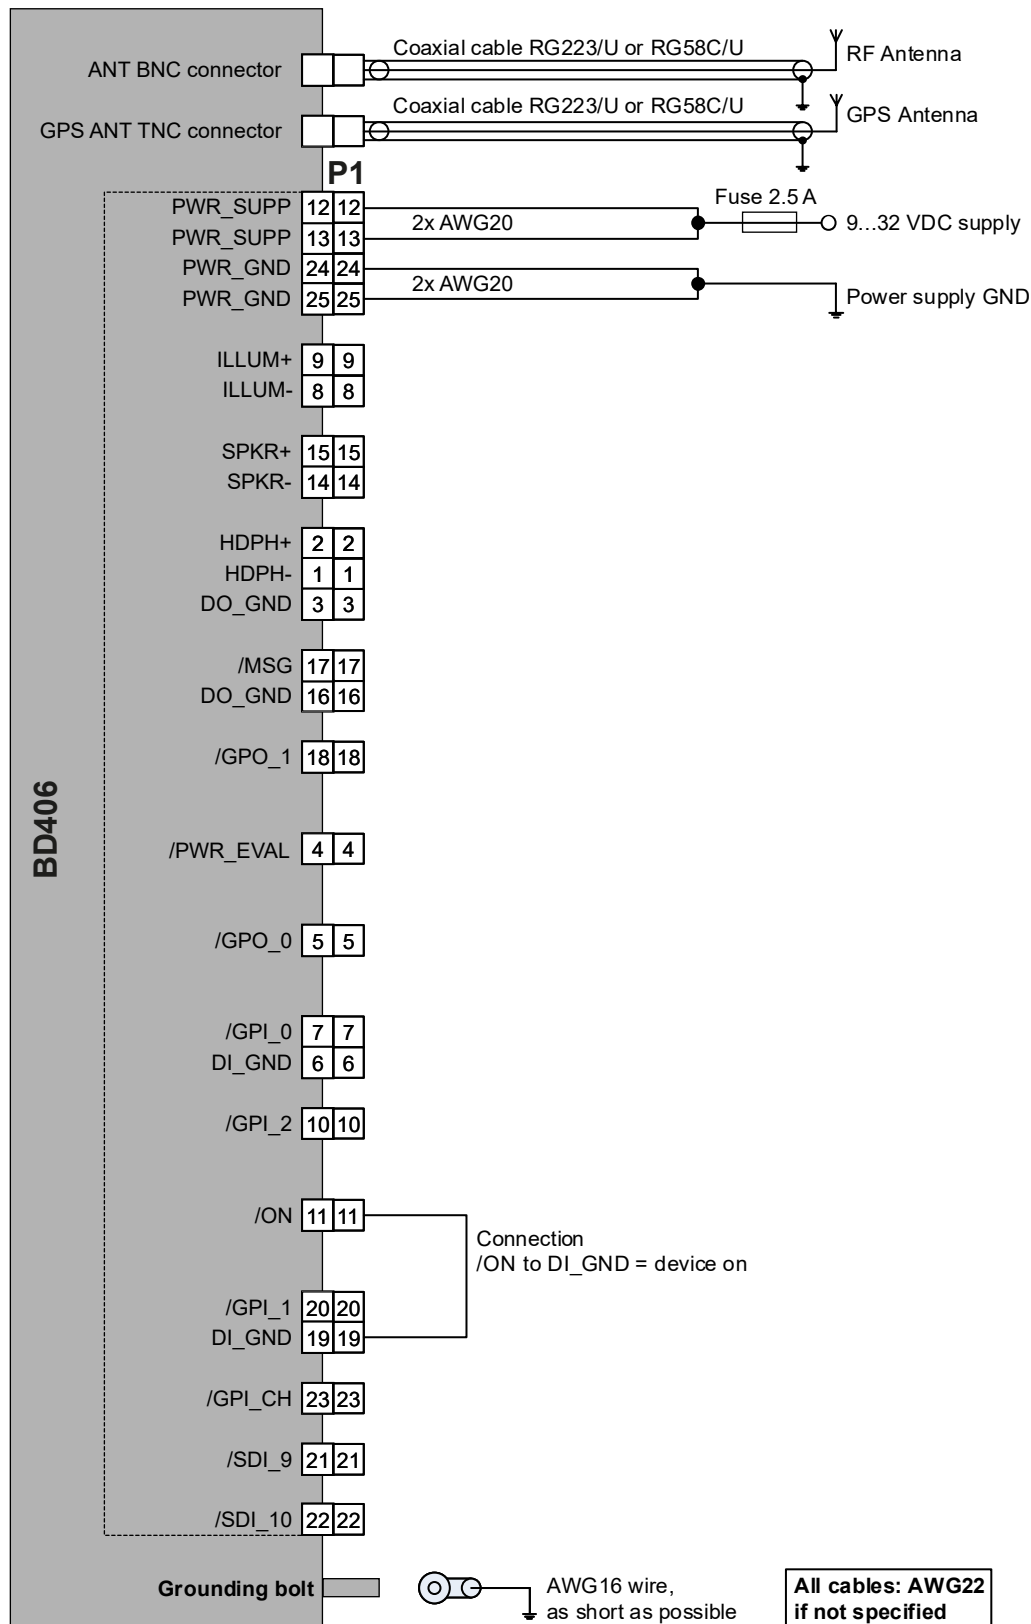 Coaxial cable RG223/U or RG58C/U
ANT BNC connector
RF Antenna
Coaxial cable RG223/U or RG58C/U
GPS ANT TNC connector
GPS Antenna
P1
PWR_SUPP 12 12
2x AWG20
Fuse 2.5 A
9...32 VDC supply
PWR_SUPP 13 13
PWR_GND 24 24
2x AWG20
PWR_GND 25 25
Power supply GND
ILLUM+ 9 9
ILLUM- 8 8
SPKR+ 15 15
SPKR- 14 14
HDPH+ 2 2
HDPH- 1 1
DO_GND 3 3
/MSG 17 17
DO_GND 16 16
/GPO_1 18 18
BD406
/PWR_EVAL 4 4
/GPO_0 5 5
/GPI_0 7 7
DI_GND 6 6
/GPI_2 10 10
/ON 11 11
Connection
/ON to DI_GND = device on
/GPI_1 20 20
DI_GND 19 19
/GPI_CH 23 23
/SDI_9 21 21
/SDI_10 22 22
Grounding bolt
AWG16 wire,
as short as possible
All cables: AWG22
if not specified